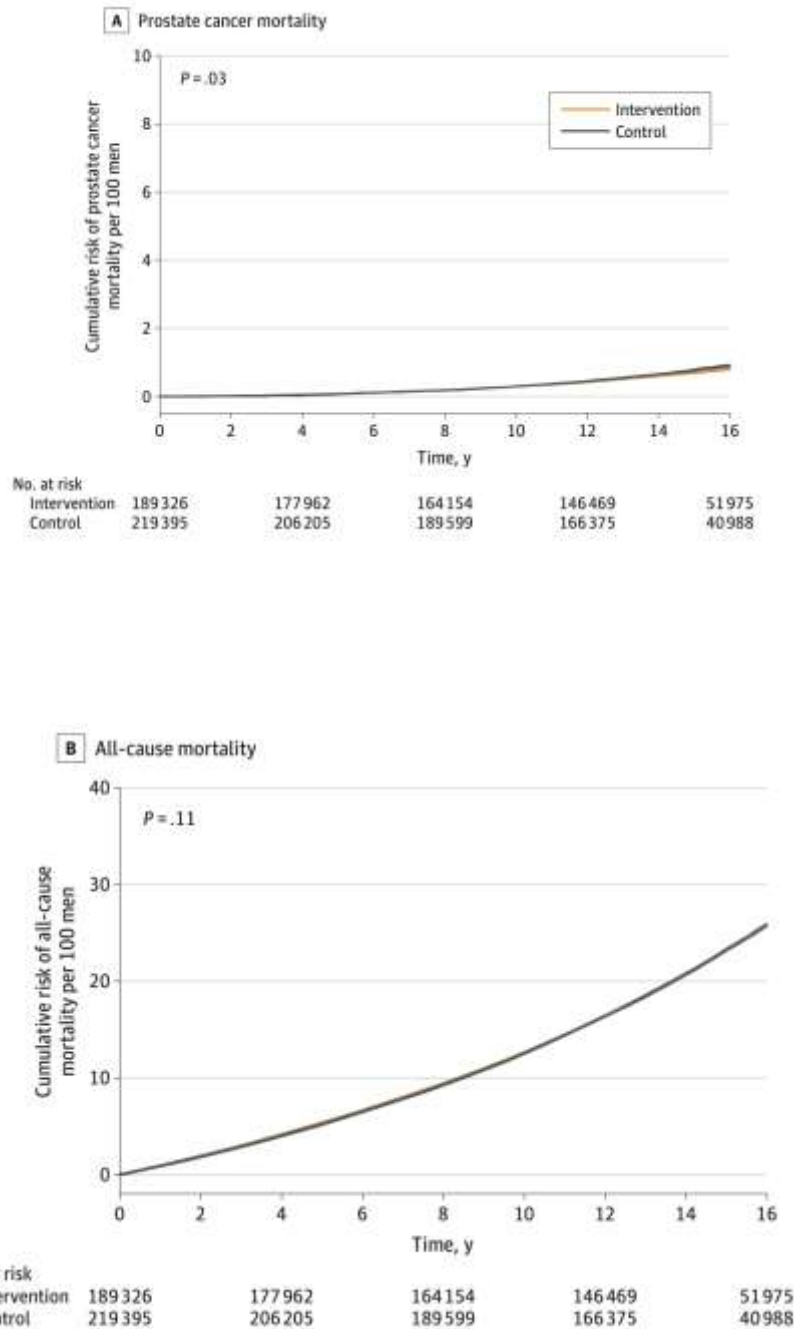 A Prostate cancer mortality
10
P = .03
Intervention
Control
8
6
4
2
0
Cumulative risk of prostate cancer
mortality per 100 men
0 2 4 6 8 10 12 14 16
Time, y
No. at risk
Intervention 189326 177962 164154 146469 51975
Control 219395 206205 189599 166375 40988
B All-cause mortality
40
P = .11
30
20
10
0
Cumulative risk of all-cause
mortality per 100 men
0 2 4 6 8 10 12 14 16
Time, y
risk
ervention 189326 177962 164154 146469 51975
ntrol 219395 206205 189599 166375 40988